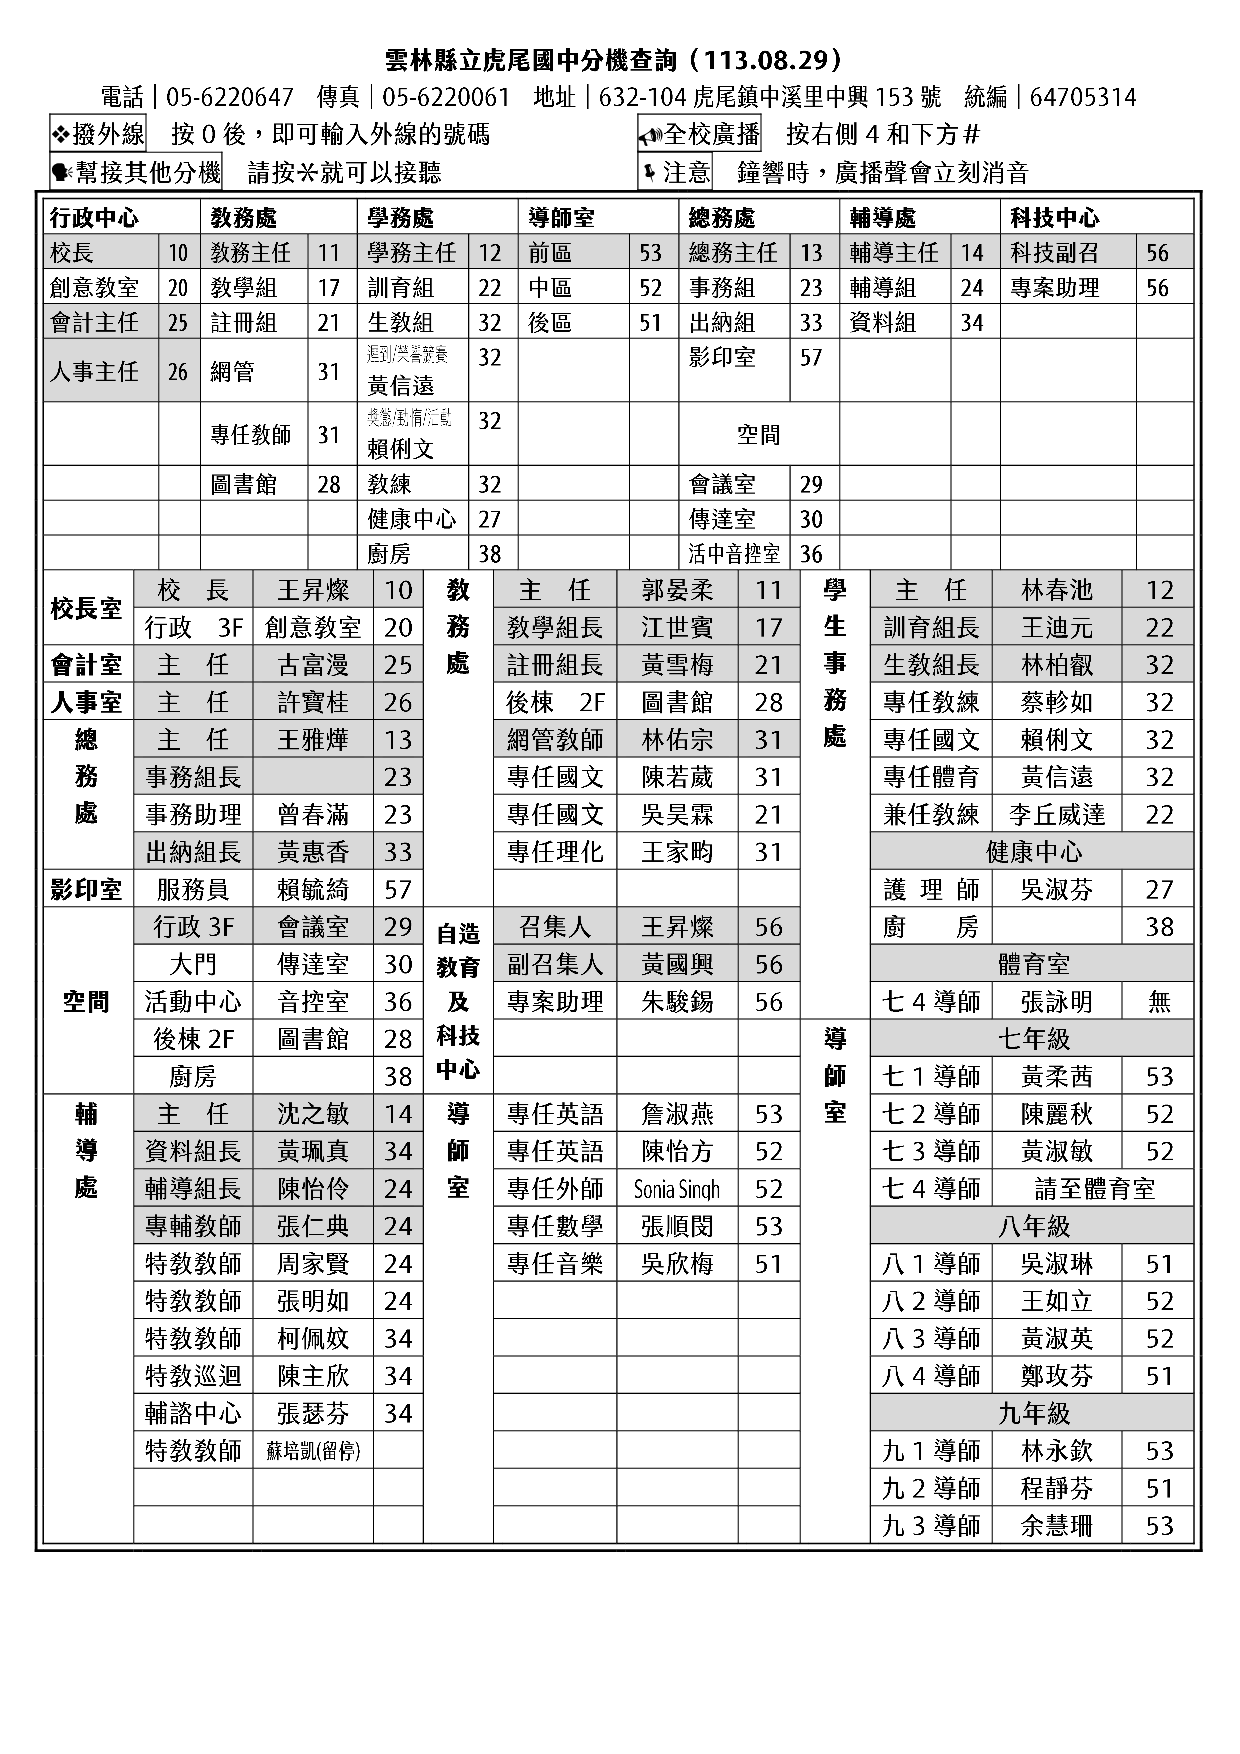 雲林縣立虎尾國中分機查詢（113.08.29）
電話｜05-6220647 傳真｜05-6220061 地址｜632-104 虎尾鎮中溪里中興 153 號 統編｜64705314
❖撥外線 按 0 後，即可輸入外線的號碼 全校廣播 按右側 4 和下方＃
幫接其他分機 請按＊就可以接聽 注意 鐘響時，廣播聲會立刻消音
行政中心 教務處 學務處 導師室 總務處 輔導處 科技中心
校長 10 教務主任 11 學務主任 12 前區 53 總務主任 13 輔導主任 14 科技副召 56
創意教室 20 教學組 17 訓育組 22 中區 52 事務組 23 輔導組 24 專案助理 56
會計主任 25 註冊組 21 生教組 32 後區 51 出納組 33 資料組 34
人事主任 26 網管 31 遲到/榮譽競賽 黃信遠 32 影印室 57
專任教師 31 獎懲/勤惰/活動 賴俐文 32 空間
圖書館 28 教練 32 會議室 29
健康中心 27 傳達室 30
廚房 38 活中音控室 36
校長室 校 長 王昇燦 10 教務處 主 任 郭晏柔 11 學生事務處 主 任 林春池 12
行政 3F 創意教室 20 教學組長 江世賓 17 訓育組長 王迪元 22
會計室 主 任 古富漫 25 註冊組長 黃雪梅 21 生教組長 林柏叡 32
人事室 主 任 許寶桂 26 後棟 2F 圖書館 28 專任教練 蔡軫如 32
總務處 主 任 王雅燁 13 網管教師 林佑宗 31 專任國文 賴俐文 32
事務組長 23 專任國文 陳若葳 31 專任體育 黃信遠 32
事務助理 曾春滿 23 專任國文 吳昊霖 21 兼任教練 李丘威達 22
出納組長 黃惠香 33 專任理化 王家畇 31 健康中心
影印室 服務員 賴毓綺 57 護 理 師 吳淑芬 27
空間 行政 3F 會議室 29 自造教育及科技中心 召集人 王昇燦 56 廚 房 38
大門 傳達室 30 副召集人 黃國興 56 體育室
活動中心 音控室 36 專案助理 朱駿錫 56 七 4 導師 張詠明 無
後棟 2F 圖書館 28 導師室 七年級
廚房 38 七 1 導師 黃柔茜 53
輔導處 主 任 沈之敏 14 導師室 專任英語 詹淑燕 53 七 2 導師 陳麗秋 52
資料組長 黃珮真 34 專任英語 陳怡方 52 七 3 導師 黃淑敏 52
輔導組長 陳怡伶 24 專任外師 Sonia Singh 52 七 4 導師 請至體育室
專輔教師 張仁典 24 專任數學 張順閔 53 八年級
特教教師 周家賢 24 專任音樂 吳欣梅 51 八 1 導師 吳淑琳 51
特教教師 張明如 24 八 2 導師 王如立 52
特教教師 柯佩妏 34 八 3 導師 黃淑英 52
特教巡迴 陳主欣 34 八 4 導師 鄭玫芬 51
輔諮中心 張瑟芬 34 九年級
特教教師 蘇培凱(留停) 九 1 導師 林永欽 53
九 2 導師 程靜芬 51
九 3 導師 余慧珊 53